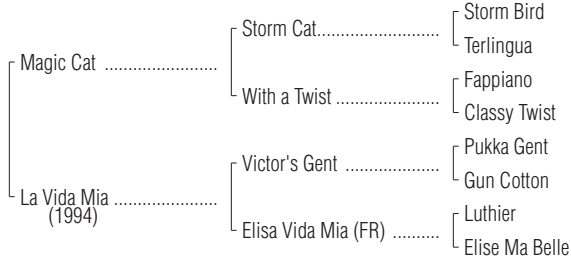 Storm Bird
Storm Cat..............................
Terlingua
Magic Cat ............................
Fappiano
With a Twist ..........................
Classy Twist
Pukka Gent
Victor's Gent ........................
Gun Cotton
La Vida Mia ..........................
(1994)
Luthier
Elisa Vida Mia (FR) ............
Elise Ma Belle